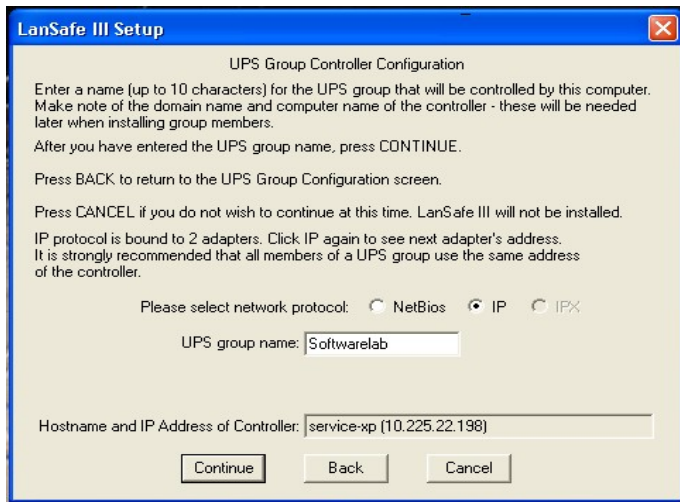 LanSafe III Setup
UPS Group Controller Configuration
Enter a name (up to 10 characters) for the UPS group that will be controlled by this computer.
Make note of the domain name and computer name of the controller - these will be needed
later when installing group members.
After you have entered the UPS group name, press CONTINUE.
Press BACK to return to the UPS Group Configuration screen.
Press CANCEL if you do not wish to continue at this time. LanSafe III will not be installed.
IP protocol is bound to 2 adapters. Click IP again to see next adapter's address.
It is strongly recommended that all members of a UPS group use the same address
of the controller.
Please select network protocol: NetBios IP IPX
UPS group name: Softwarelab
Hostname and IP Address of Controller: service-xp (10.225.22.198)
Continue Back Cancel